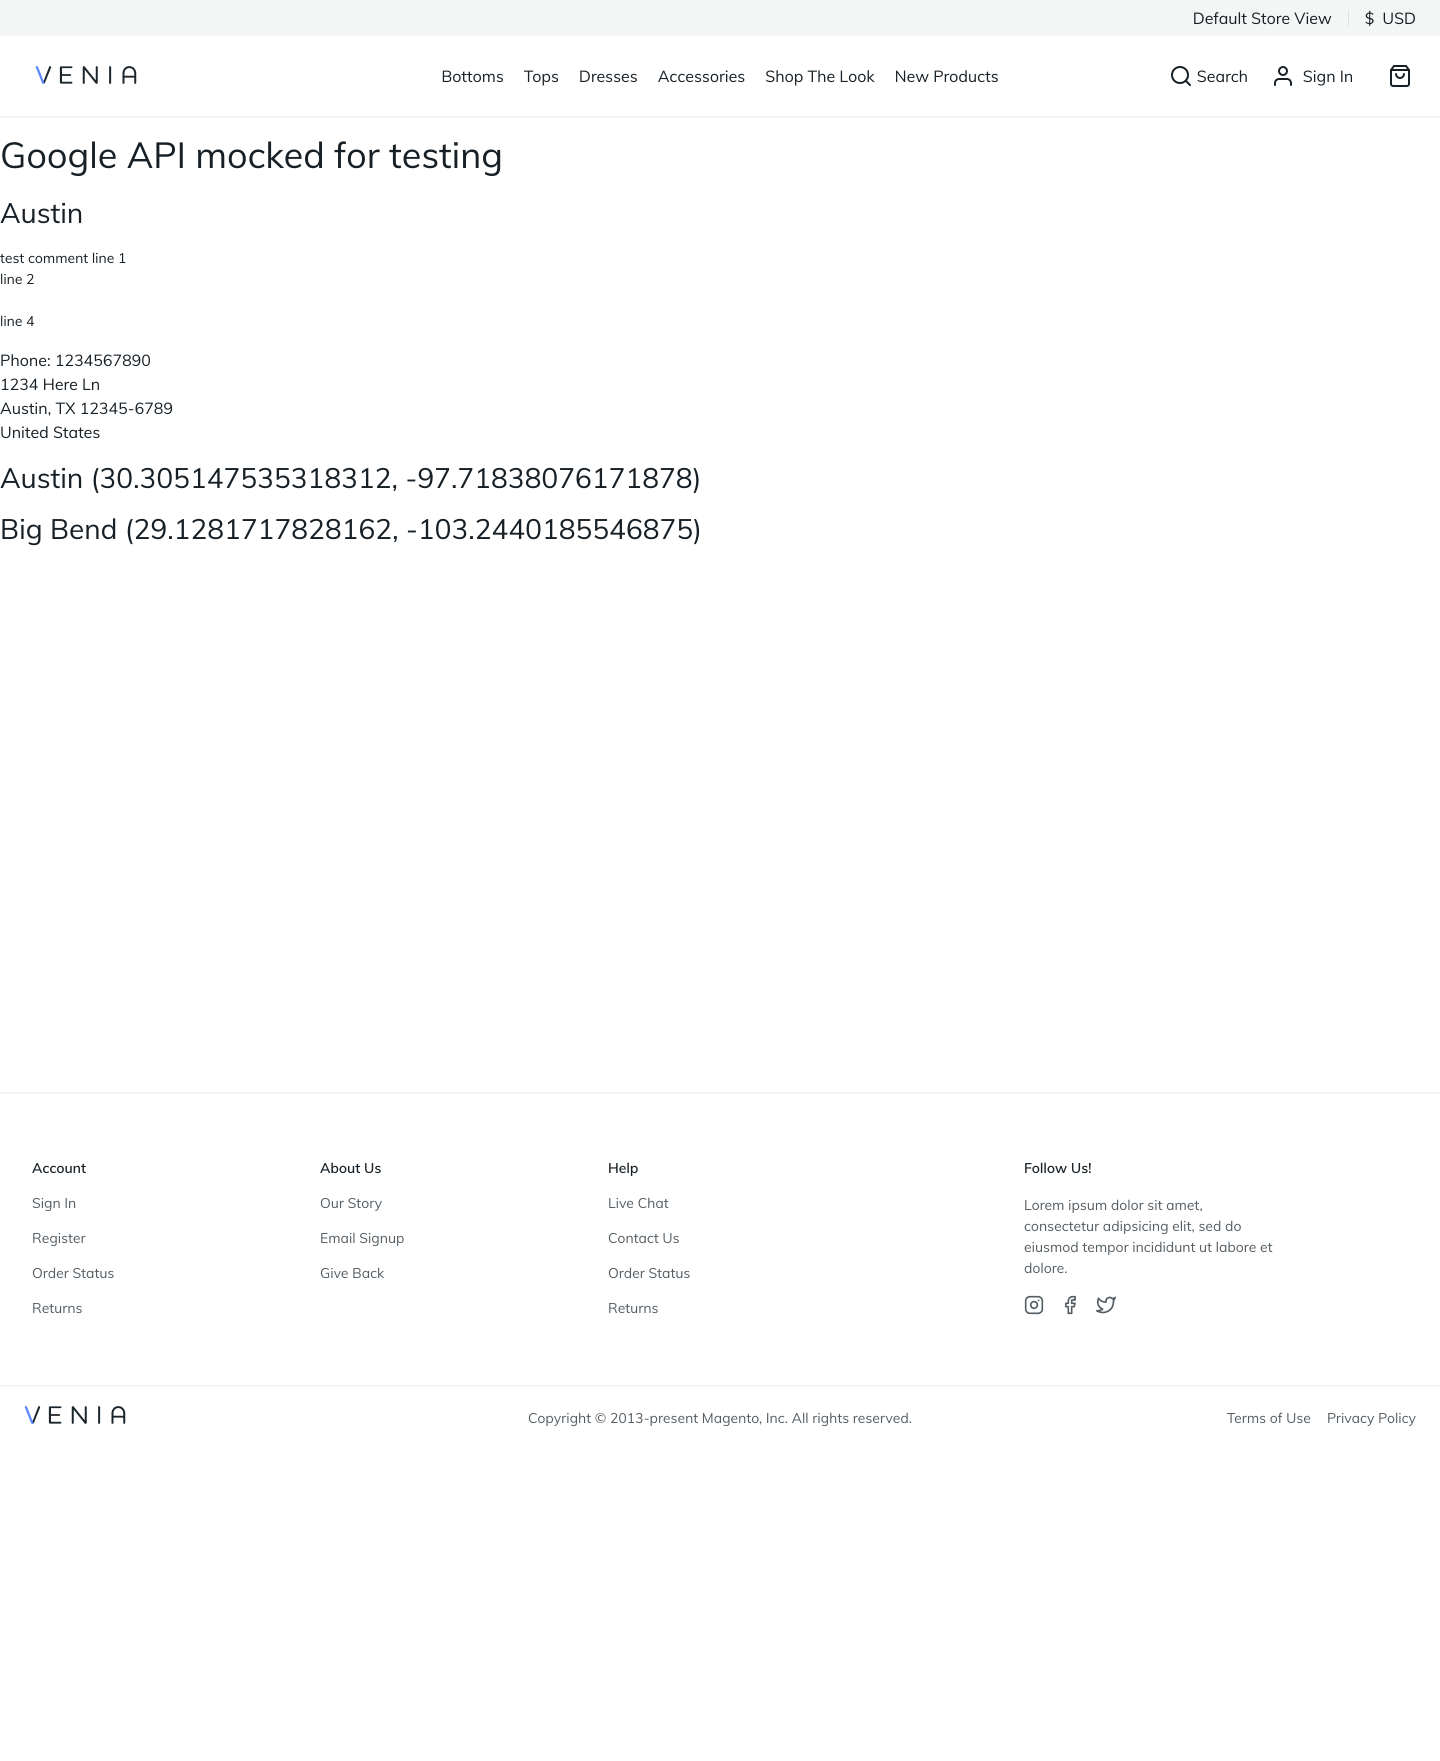 Default Store View
$ USD
VENIA
Bottoms Tops Dresses Accessories Shop The Look New Products
Search
Sign In
Google API mocked for testing
Austin
test comment line 1
line 2
line 4
Phone: 1234567890
1234 Here Ln
Austin, TX 12345-6789
United States
Austin (30.305147535318312, -97.71838076171878)
Big Bend (29.1281717828162, -103.2440185546875)
Account
Sign In
Register
Order Status
Returns
About Us
Our Story
Email Signup
Give Back
Help
Live Chat
Contact Us
Order Status
Returns
Follow Us!
Lorem ipsum dolor sit amet,
consectetur adipsicing elit, sed do
eiusmod tempor incididunt ut labore et
dolore.
VENIA
Copyright © 2013-present Magento, Inc. All rights reserved.
Terms of Use Privacy Policy